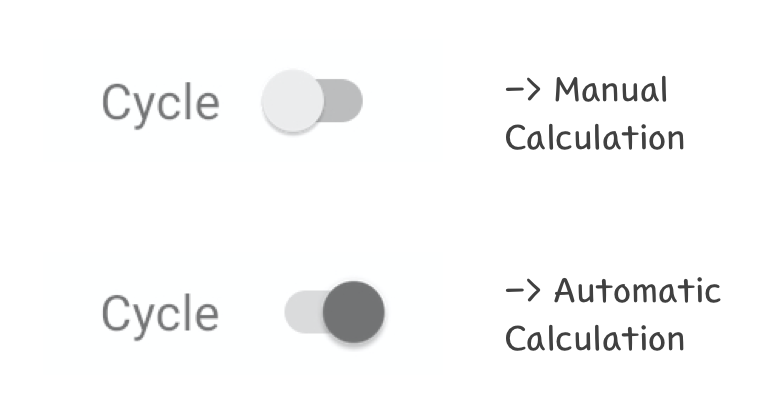 Cycle
–> Manual
Calculation
Cycle
–> Automatic
Calculation